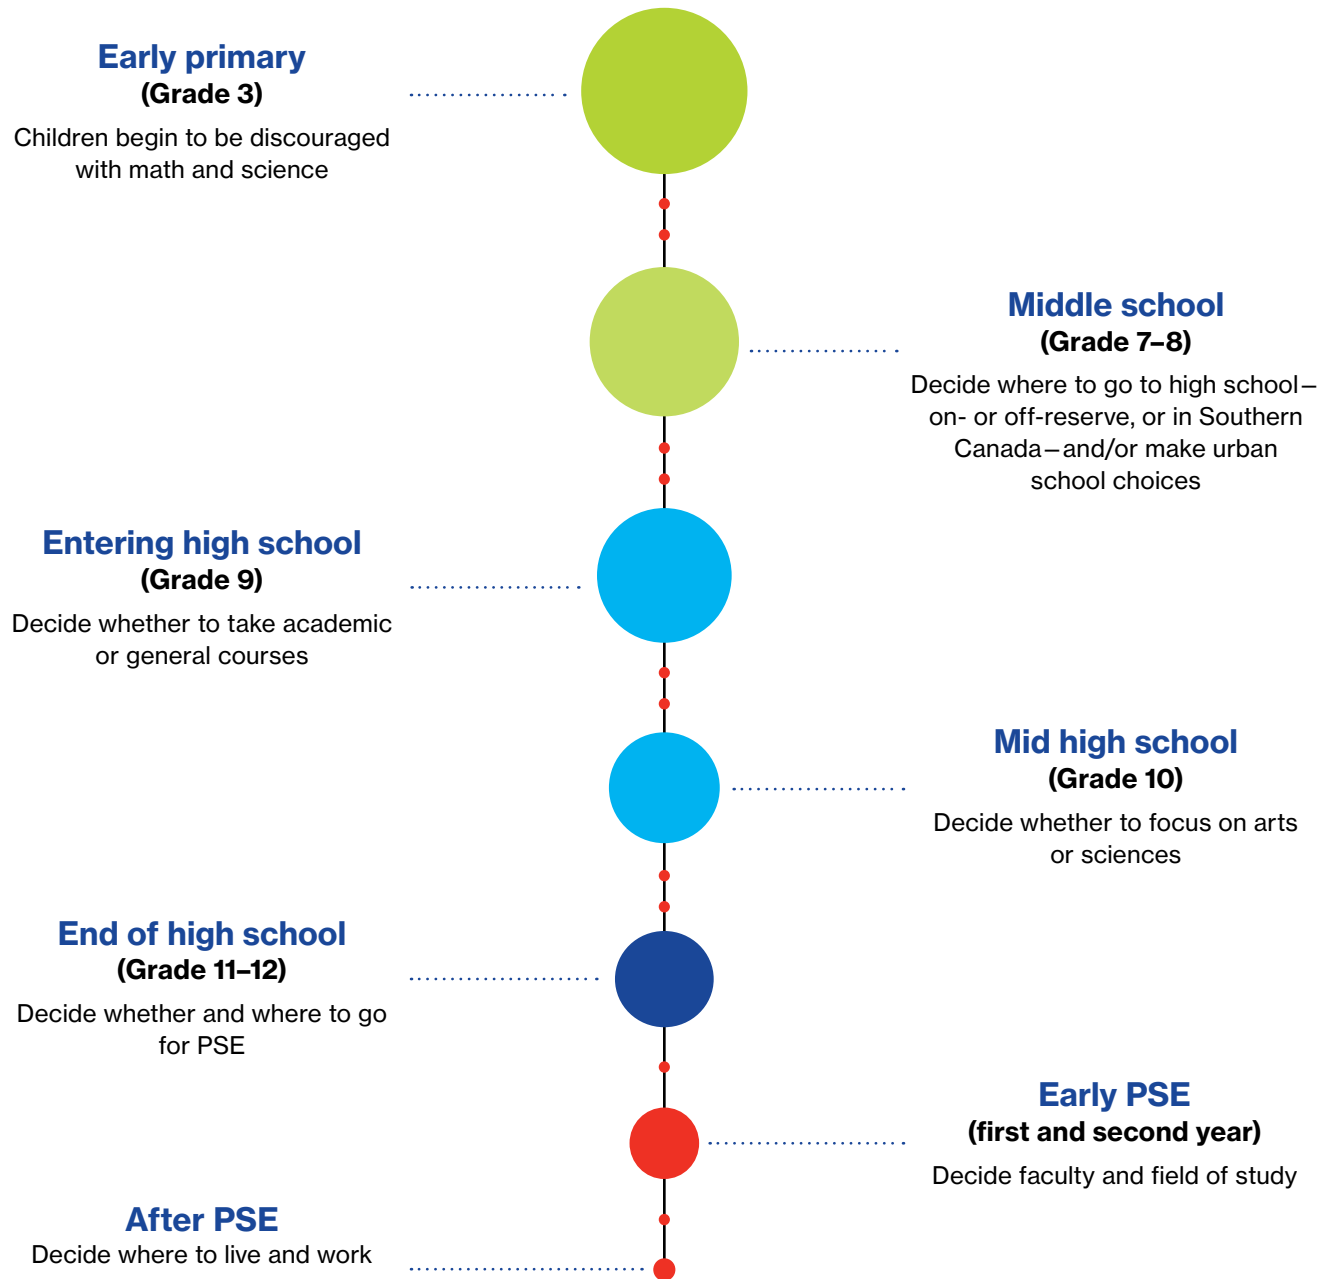 Early primary
(Grade 3)
Children begin to be discouraged
with math and science
Middle school
(Grade 7–8)
Decide where to go to high school—
on- or off-reserve, or in Southern
Canada—and/or make urban
school choices
Entering high school
(Grade 9)
Decide whether to take academic
or general courses
Mid high school
(Grade 10)
Decide whether to focus on arts
or sciences
End of high school
(Grade 11–12)
Decide whether and where to go
for PSE
Early PSE
(first and second year)
Decide faculty and field of study
After PSE
Decide where to live and work